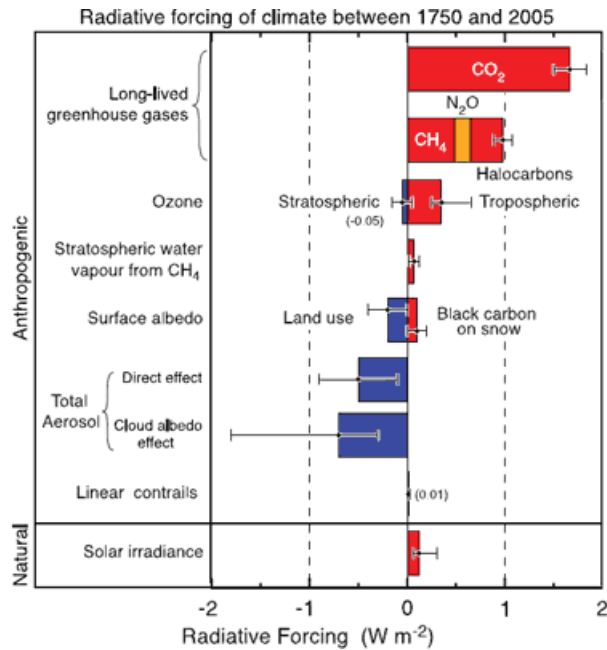 Radiative forcing of climate between 1750 and 2005
Anthropogenic
Long-lived
greenhouse gases
CO2
N2O
CH4
Halocarbons
Ozone
Stratospheric
(-0.05)
Tropospheric
Stratospheric water
vapour from CH4
Surface albedo
Land use
Black carbon
on snow
Total
Aerosol
Direct effect
Cloud albedo
effect
Linear contrails
(0.01)
Natural
Solar irradiance
-2 -1 0 1 2
Radiative Forcing (W m-2)